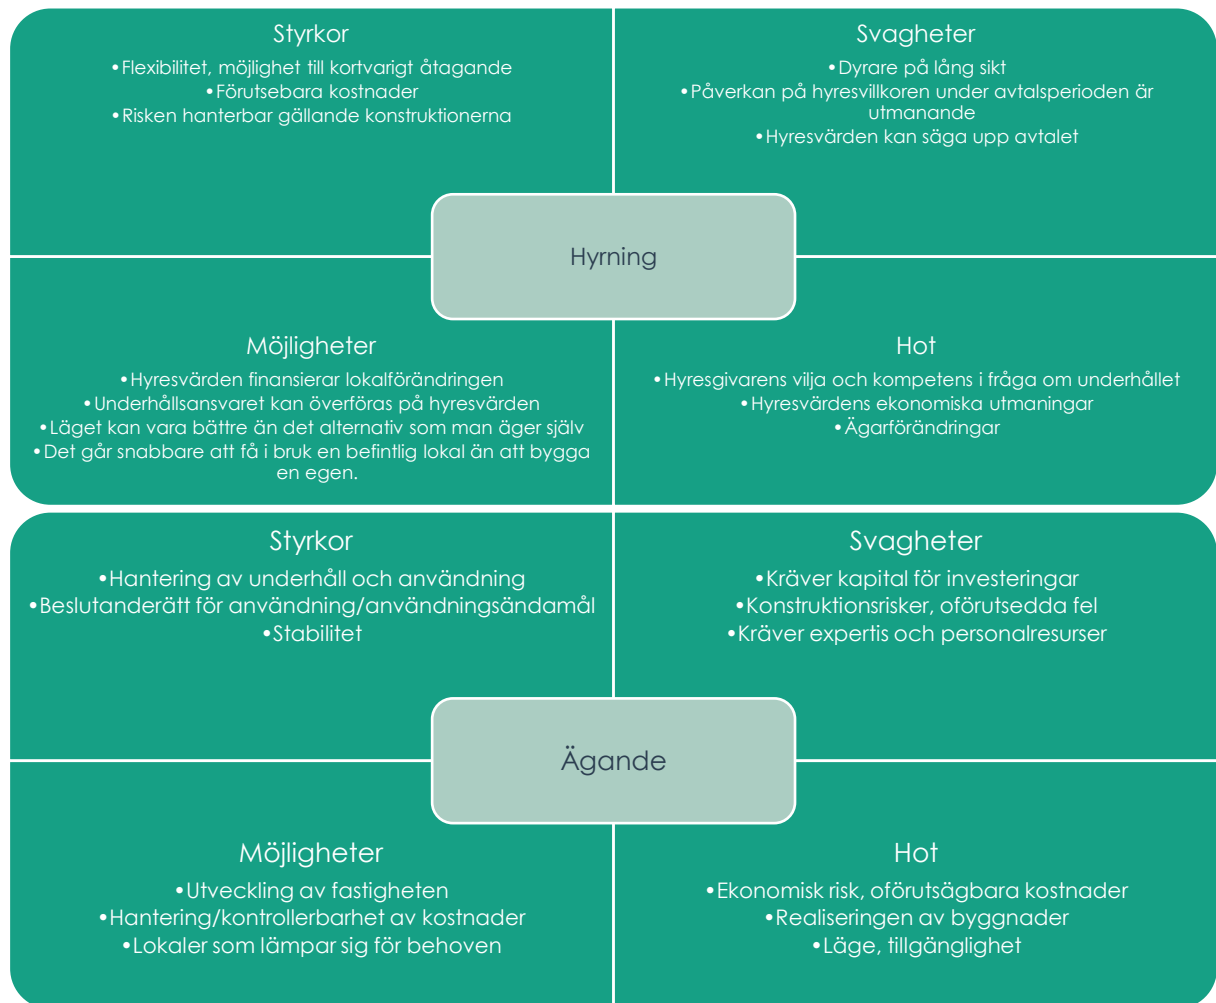 Styrkor
•Flexibilitet, möjlighet till kortvarigt åtagande
•Förutsebara kostnader
•Risken hanterbar gällande konstruktionerna
Svagheter
•Dyrare på lång sikt
•Påverkan på hyresvillkoren under avtalsperioden är
utmanande
•Hyresvärden kan säga upp avtalet
Hyrning
Möjligheter
•Hyresvärden finansierar lokalförändringen
•Underhållsansvaret kan överföras på hyresvärden
•Läget kan vara bättre än det alternativ som man äger själv
•Det går snabbare att få i bruk en befintlig lokal än att bygga
en egen.
Hot
•Hyresgivarens vilja och kompetens i fråga om underhållet
•Hyresvärdens ekonomiska utmaningar
•Ägarförändringar
Styrkor
•Hantering av underhåll och användning
•Beslutanderätt för användning/användningsändamål
•Stabilitet
Svagheter
•Kräver kapital för investeringar
•Konstruktionsrisker, oförutsedda fel
•Kräver expertis och personalresurser
Ägande
Möjligheter
•Utveckling av fastigheten
•Hantering/kontrollerbarhet av kostnader
•Lokaler som lämpar sig för behoven
Hot
•Ekonomisk risk, oförutsägbara kostnader
•Realiseringen av byggnader
•Läge, tillgänglighet